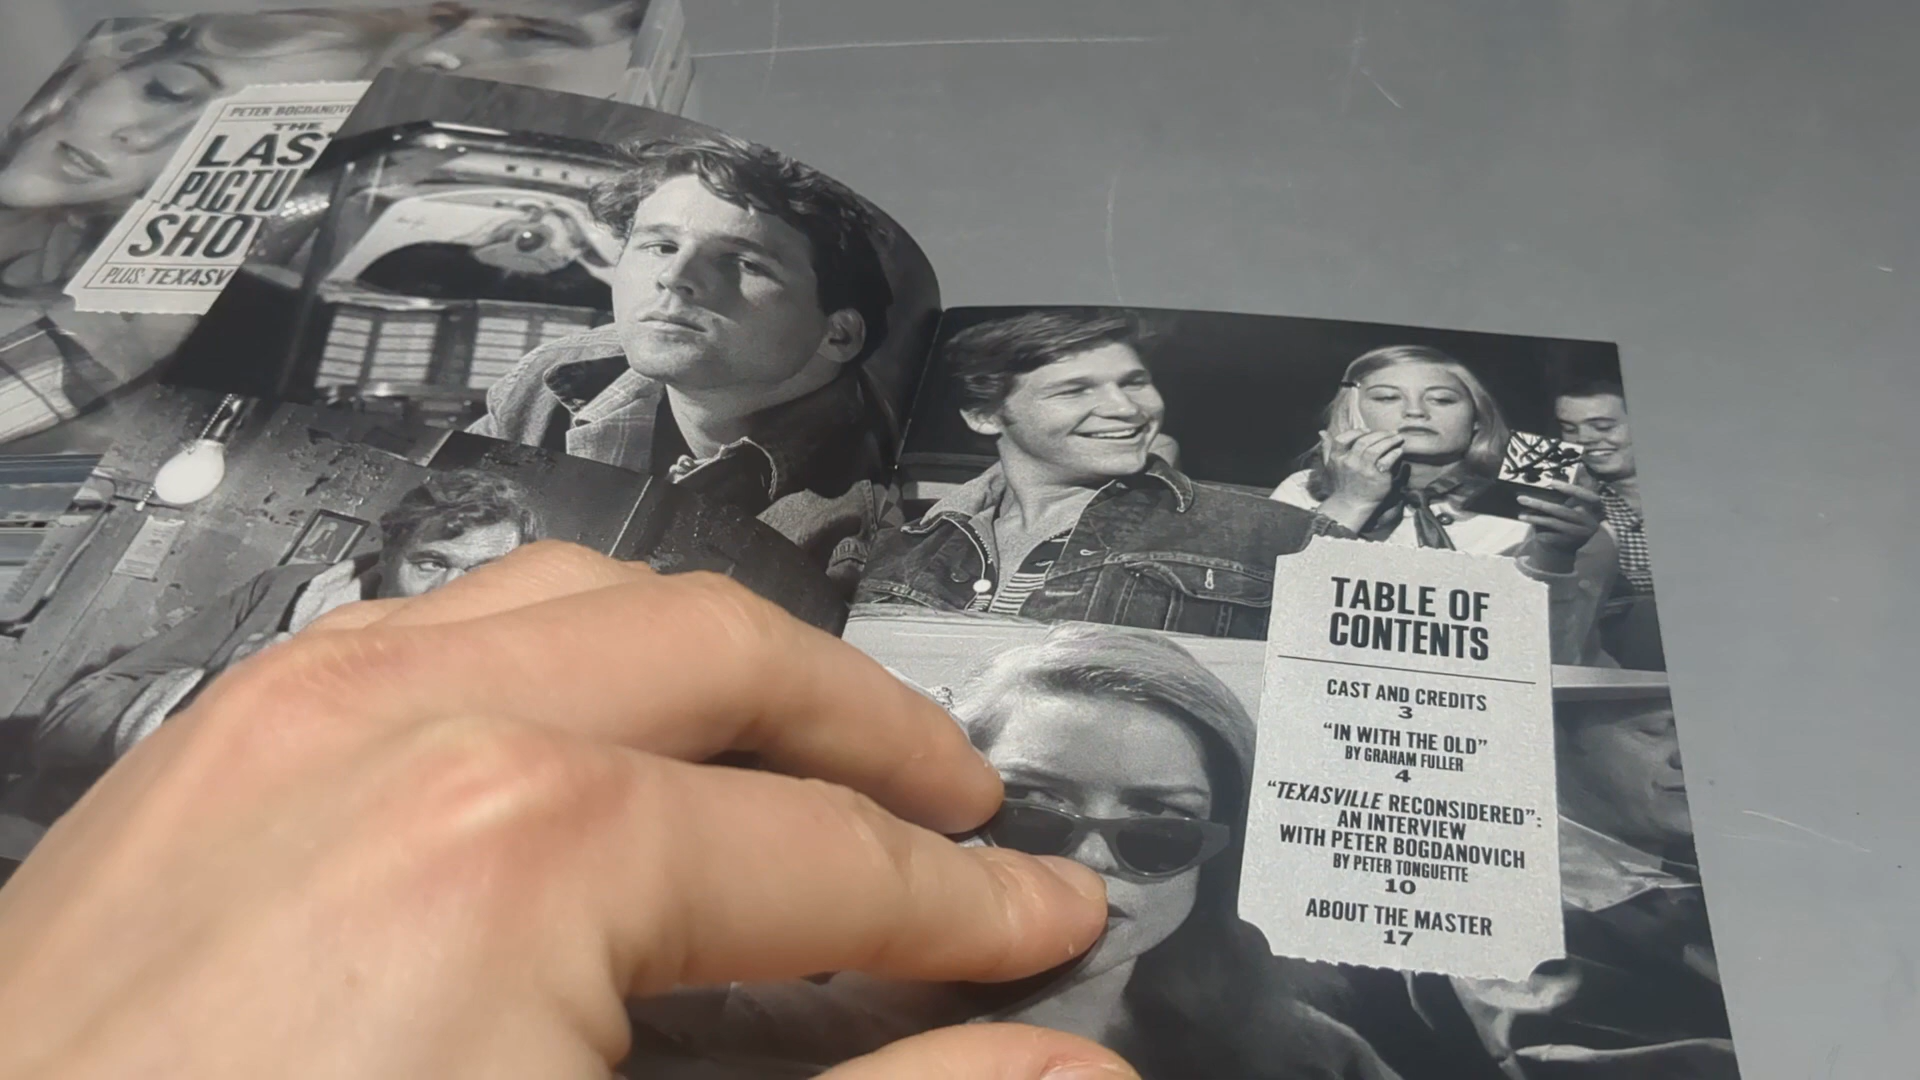 PETER BOGDANOVI
THE
LAS
PICTU
SHO
PLUS: TEXASV
TABLE OF
CONTENTS
CAST AND CREDITS
3
“IN WITH THE OLD”
BY GRAHAM FULLER
4
“TEXASVILLE RECONSIDERED”:
AN INTERVIEW
WITH PETER BOGDANOVICH
BY PETER TONGUETTE
10
ABOUT THE MASTER
17